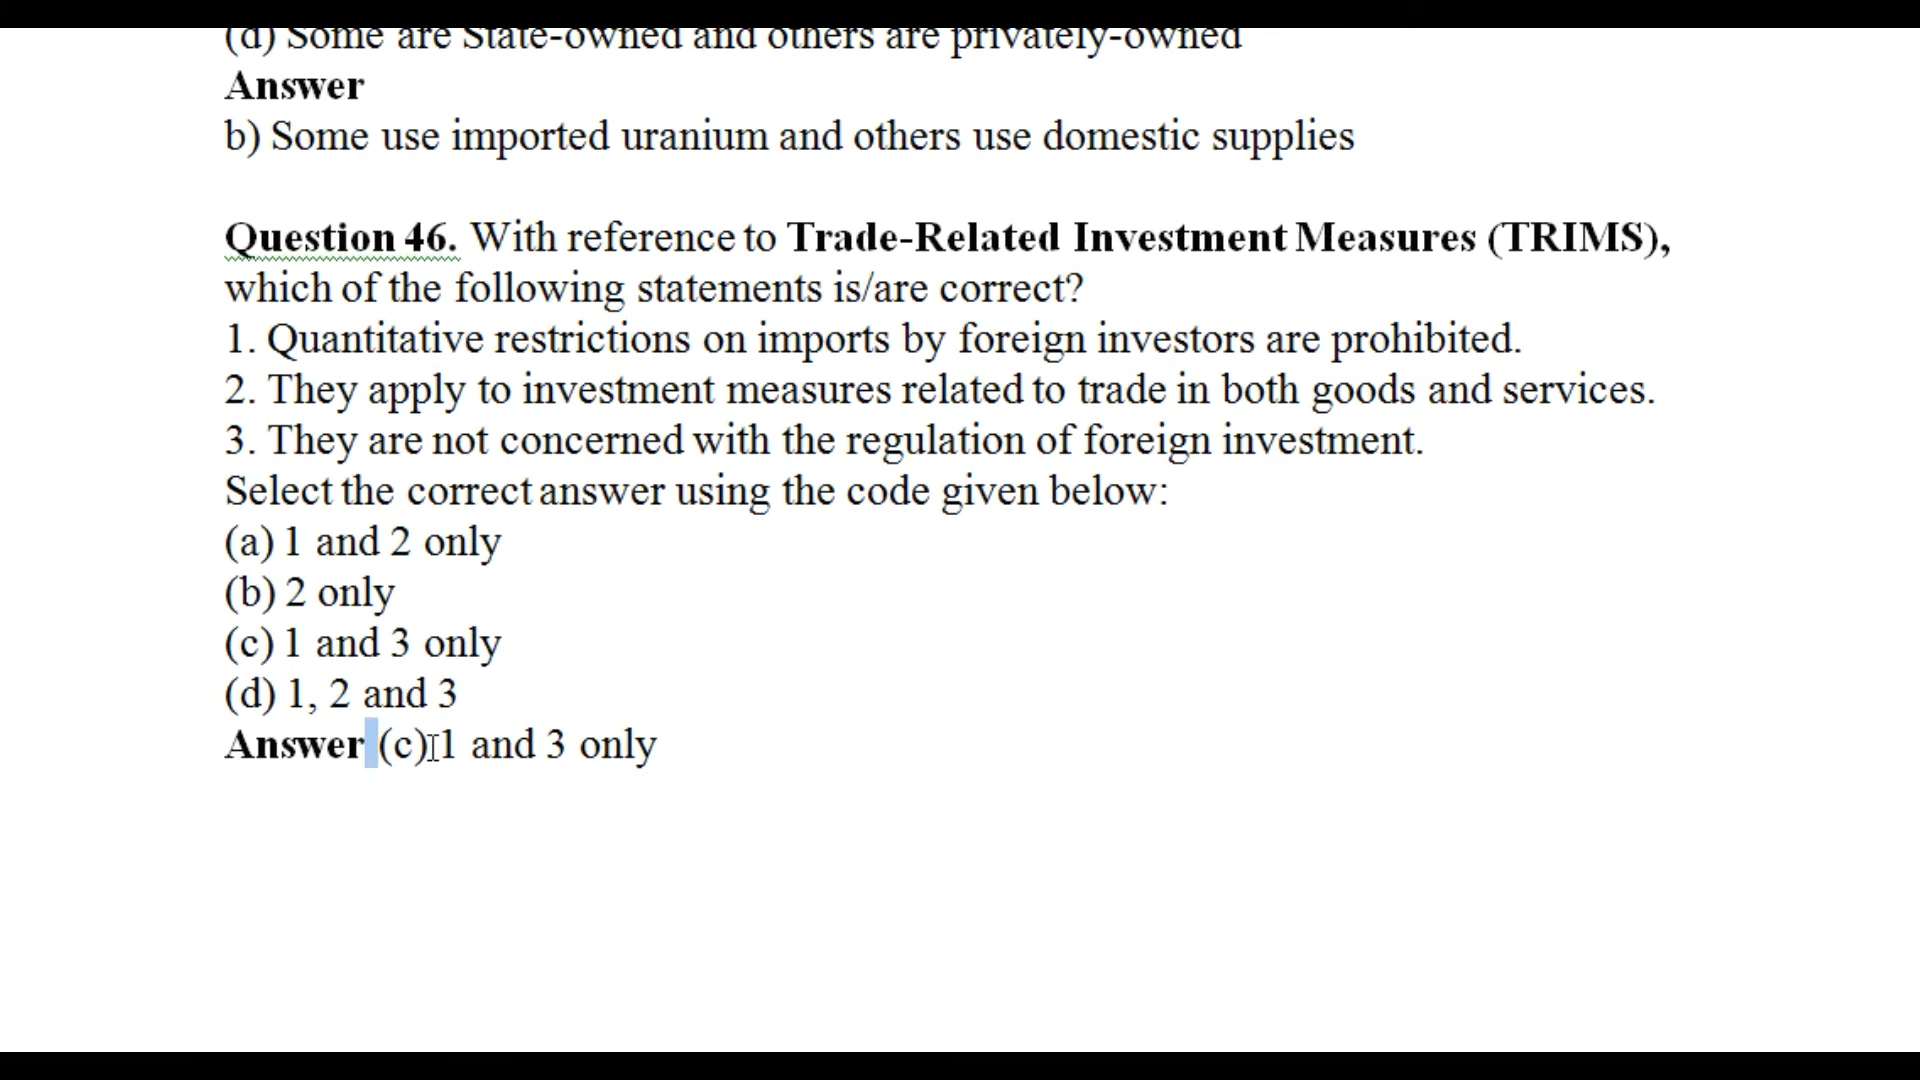 (d) Some are State-owned and others are privately-owned
Answer
b) Some use imported uranium and others use domestic supplies
Question 46. With reference to Trade-Related Investment Measures (TRIMS),
which of the following statements is/are correct?
1. Quantitative restrictions on imports by foreign investors are prohibited.
2. They apply to investment measures related to trade in both goods and services.
3. They are not concerned with the regulation of foreign investment.
Select the correct answer using the code given below:
(a) 1 and 2 only
(b) 2 only
(c) 1 and 3 only
(d) 1, 2 and 3
Answer (c) 1 and 3 only